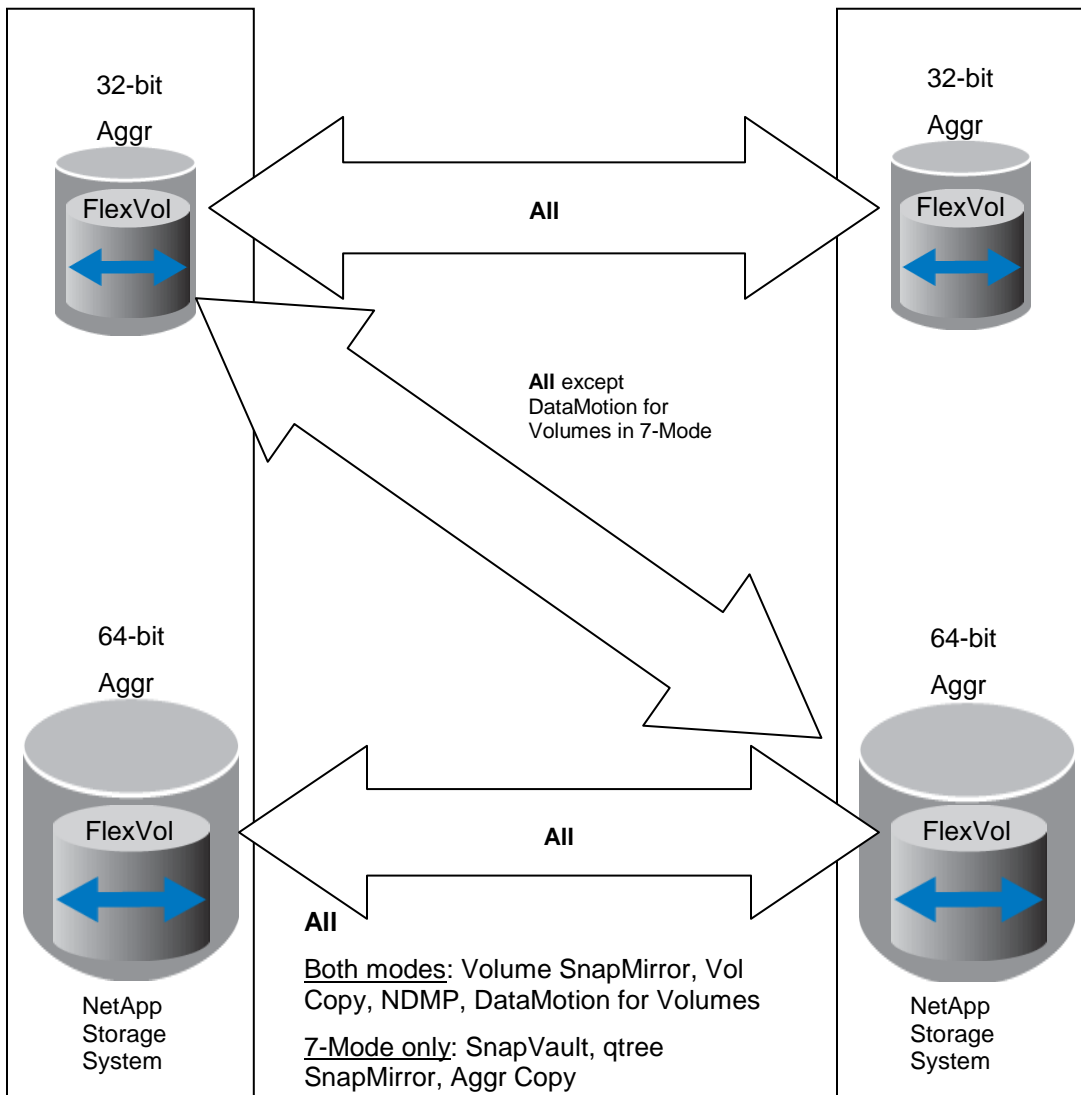 32-bit
Aggr
FlexVol
32-bit
Aggr
FlexVol
All
All except
DataMotion for
Volumes in 7-Mode
64-bit
Aggr
FlexVol
64-bit
Aggr
FlexVol
All
NetApp
Storage
System
All
Both modes: Volume SnapMirror, Vol
Copy, NDMP, DataMotion for Volumes
7-Mode only: SnapVault, qtree
SnapMirror, Aggr Copy
NetApp
Storage
System